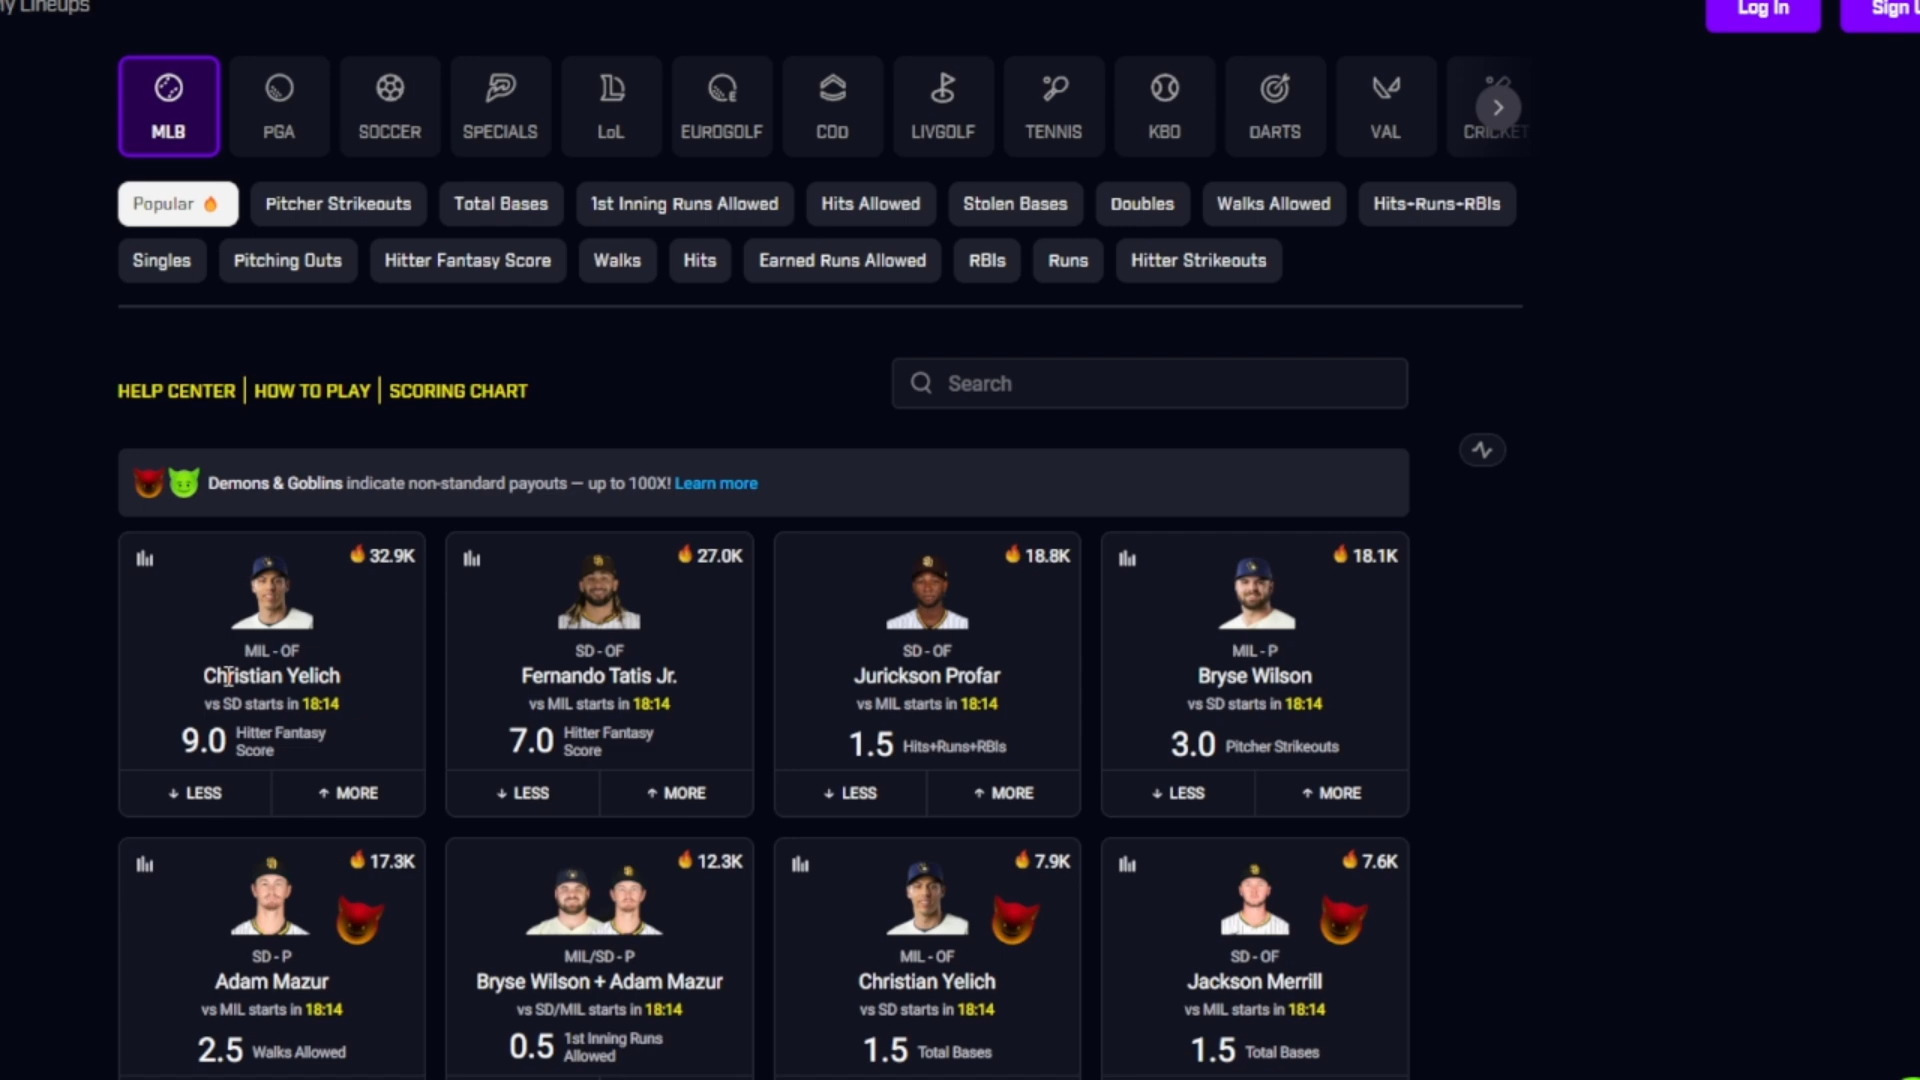 My Lineups
Log In
Sign U
MLB
PGA
SOCCER
SPECIALS
LoL
EUROGOLF
COD
LIVGOLF
TENNIS
KBO
DARTS
VAL
CRICKET
Popular
Pitcher Strikeouts
Total Bases
1st Inning Runs Allowed
Hits Allowed
Stolen Bases
Doubles
Walks Allowed
Hits+Runs+RBIs
Singles
Pitching Outs
Hitter Fantasy Score
Walks
Hits
Earned Runs Allowed
RBIs
Runs
Hitter Strikeouts
HELP CENTER | HOW TO PLAY | SCORING CHART
Search
Demons & Goblins indicate non-standard payouts — up to 100X! Learn more
32.9K
MIL - OF
Christian Yelich
vs SD starts in 18:14
9.0 Hitter Fantasy
Score
↓ LESS
↑ MORE
27.0K
SD - OF
Fernando Tatis Jr.
vs MIL starts in 18:14
7.0 Hitter Fantasy
Score
↓ LESS
↑ MORE
18.8K
SD - OF
Jurickson Profar
vs MIL starts in 18:14
1.5 Hits+Runs+RBIs
↓ LESS
↑ MORE
18.1K
MIL - P
Bryse Wilson
vs SD starts in 18:14
3.0 Pitcher Strikeouts
↓ LESS
↑ MORE
17.3K
SD - P
Adam Mazur
vs MIL starts in 18:14
2.5 Walks Allowed
12.3K
MIL/SD - P
Bryse Wilson + Adam Mazur
vs SD/MIL starts in 18:14
0.5 1st Inning Runs
Allowed
7.9K
MIL - OF
Christian Yelich
vs SD starts in 18:14
1.5 Total Bases
7.6K
SD - OF
Jackson Merrill
vs MIL starts in 18:14
1.5 Total Bases